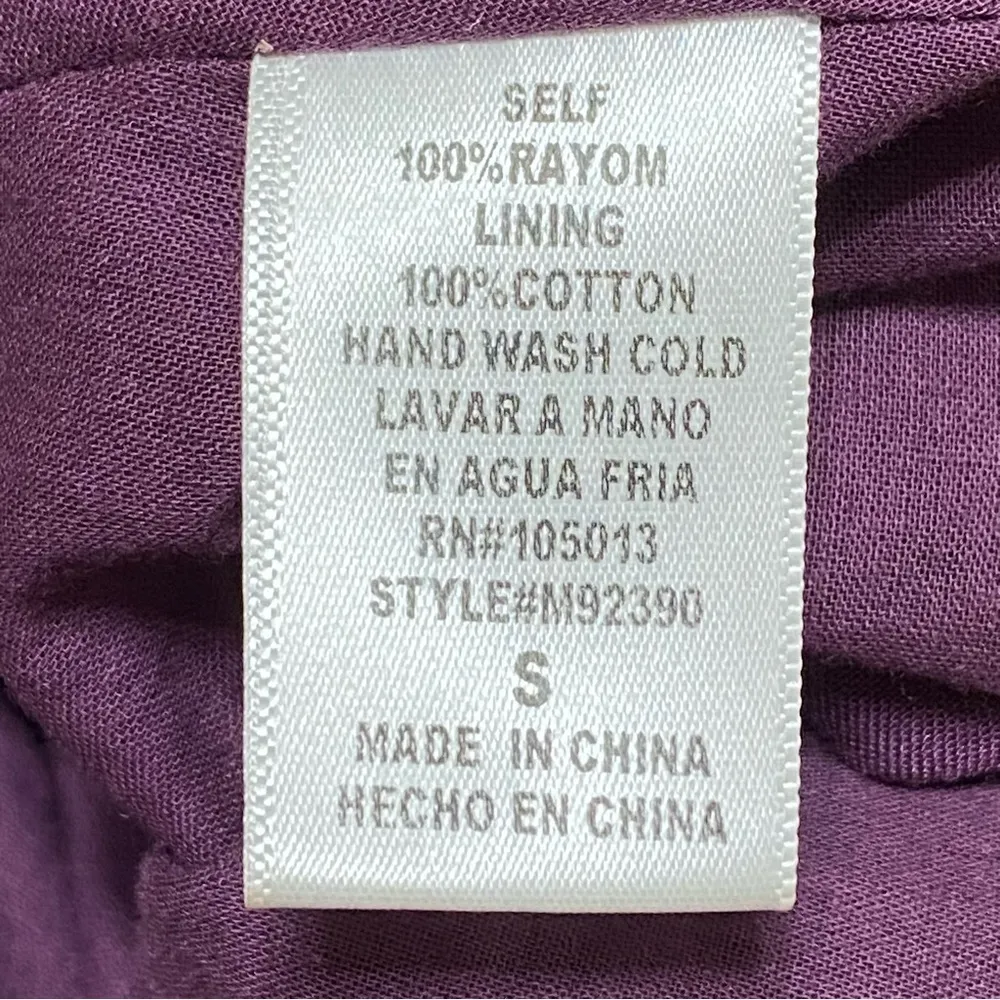 SELF
100%RAYOM
LINING
100%COTTON
HAND WASH COLD
LAVAR A MANO
EN AGUA FRIA
RN#105013
STYLE#M92390
S
MADE IN CHINA
HECHO EN CHINA